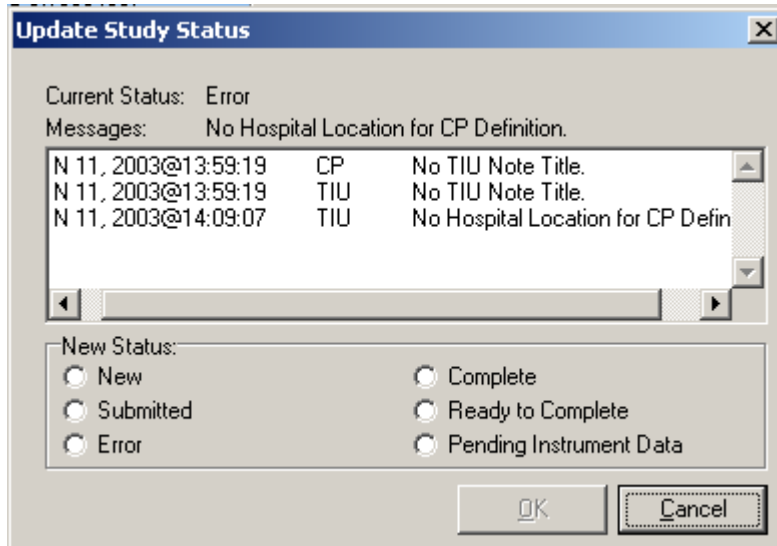 Update Study Status
Current Status: Error
Messages: No Hospital Location for CP Definition.
N 11, 2003@13:59:19 CP No TIU Note Title.
N 11, 2003@13:59:19 TIU No TIU Note Title.
N 11, 2003@14:09:07 TIU No Hospital Location for CP Defin
New Status:
New Complete
Submitted Ready to Complete
Error Pending Instrument Data
OK Cancel